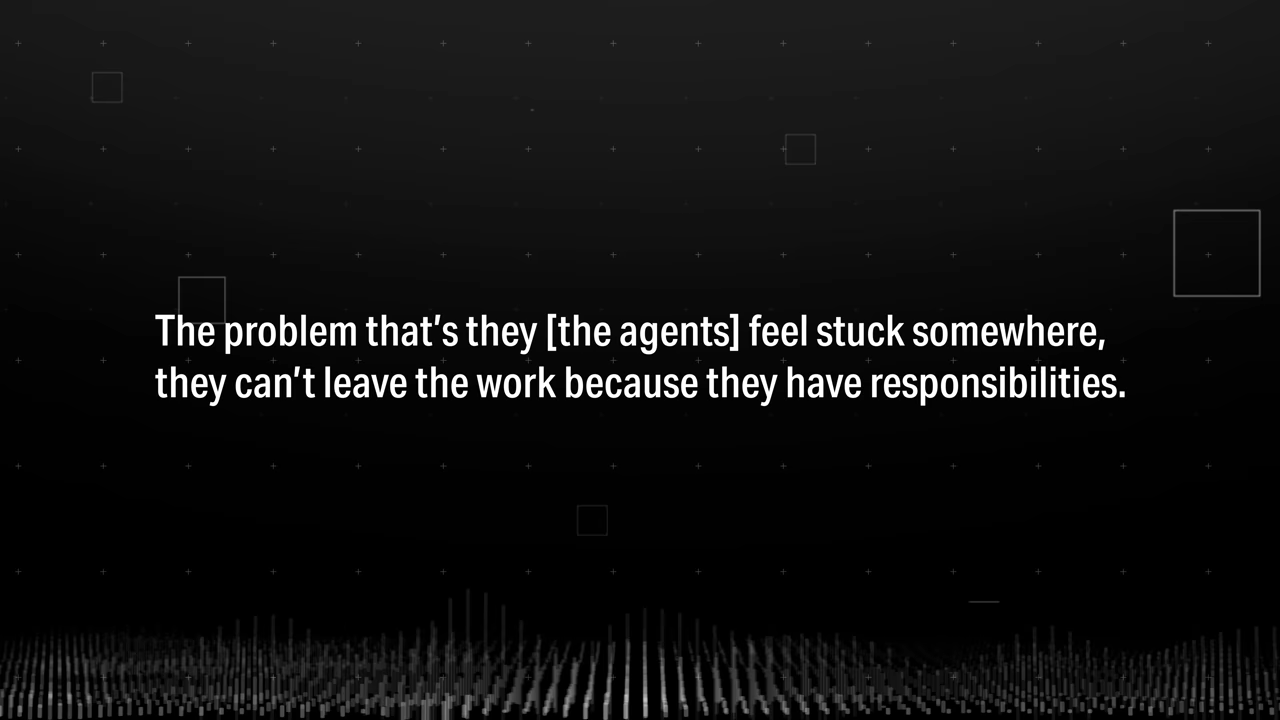 The problem that’s they [the agents] feel stuck somewhere,
they can’t leave the work because they have responsibilities.